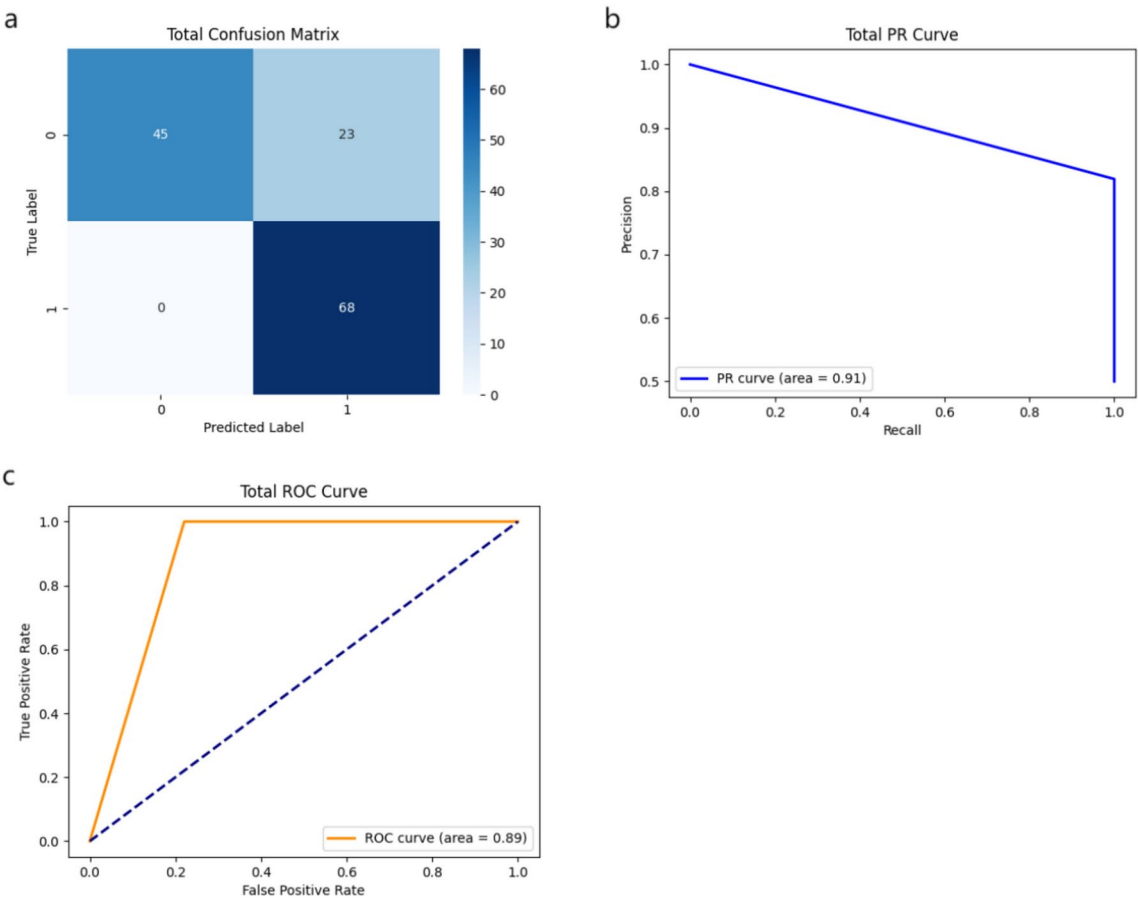 a
Total Confusion Matrix
45 23
0 68
0
1
True Label
0 1
Predicted Label
60
50
40
30
20
10
0
b
Total PR Curve
1.0
0.9
0.8
0.7
0.6
0.5
Precision
PR curve (area = 0.91)
0.0 0.2 0.4 0.6 0.8 1.0
Recall
c
Total ROC Curve
1.0
0.8
0.6
0.4
0.2
0.0
True Positive Rate
ROC curve (area = 0.89)
0.0 0.2 0.4 0.6 0.8 1.0
False Positive Rate